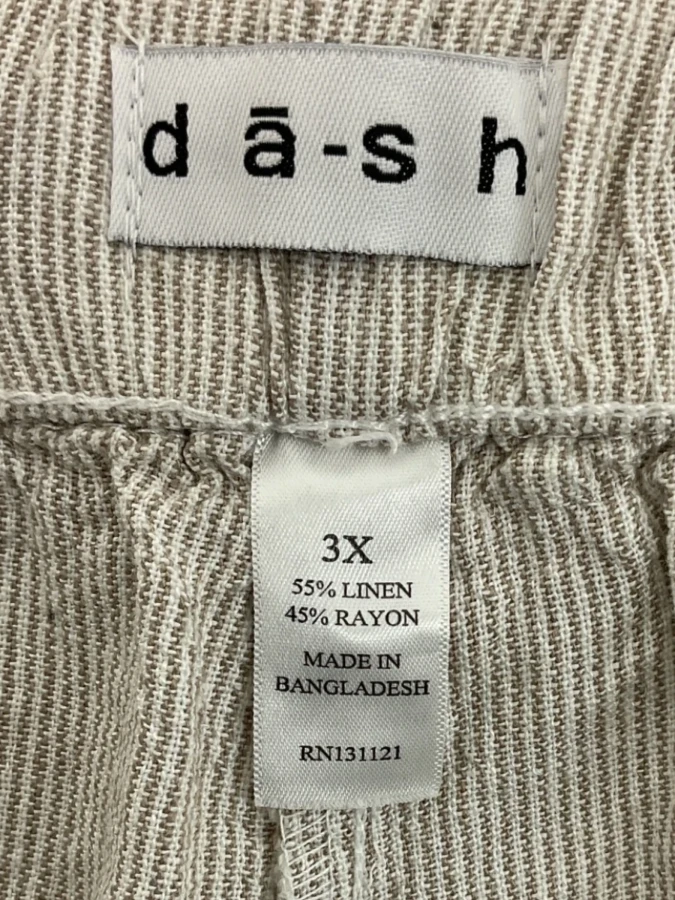 dā-sh
3X
55% LINEN
45% RAYON
MADE IN
BANGLADESH
RN131121